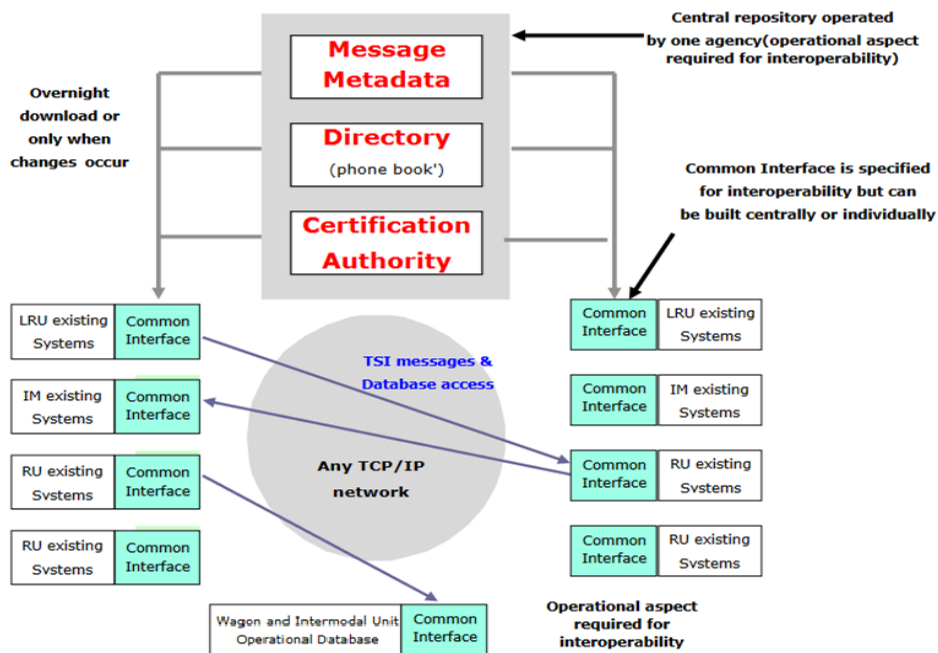 Message
Metadata
Directory
(phone book')
Certification
Authority
Central repository operated
by one agency(operational aspect
required for interoperability)
Overnight
download or
only when
changes occur
Common Interface is specified
for interoperability but can
be built centrally or individually
LRU existing
Systems
Common
Interface
IM existing
Systems
Common
Interface
RU existing
Systems
Common
Interface
RU existing
Systems
Common
Interface
TSI messages &
Database access
Any TCP/IP
network
Common
Interface
LRU existing
Systems
Common
Interface
IM existing
Systems
Common
Interface
RU existing
Systems
Common
Interface
RU existing
Systems
Wagon and Intermodal Unit
Operational Database
Common
Interface
Operational aspect
required for
interoperability